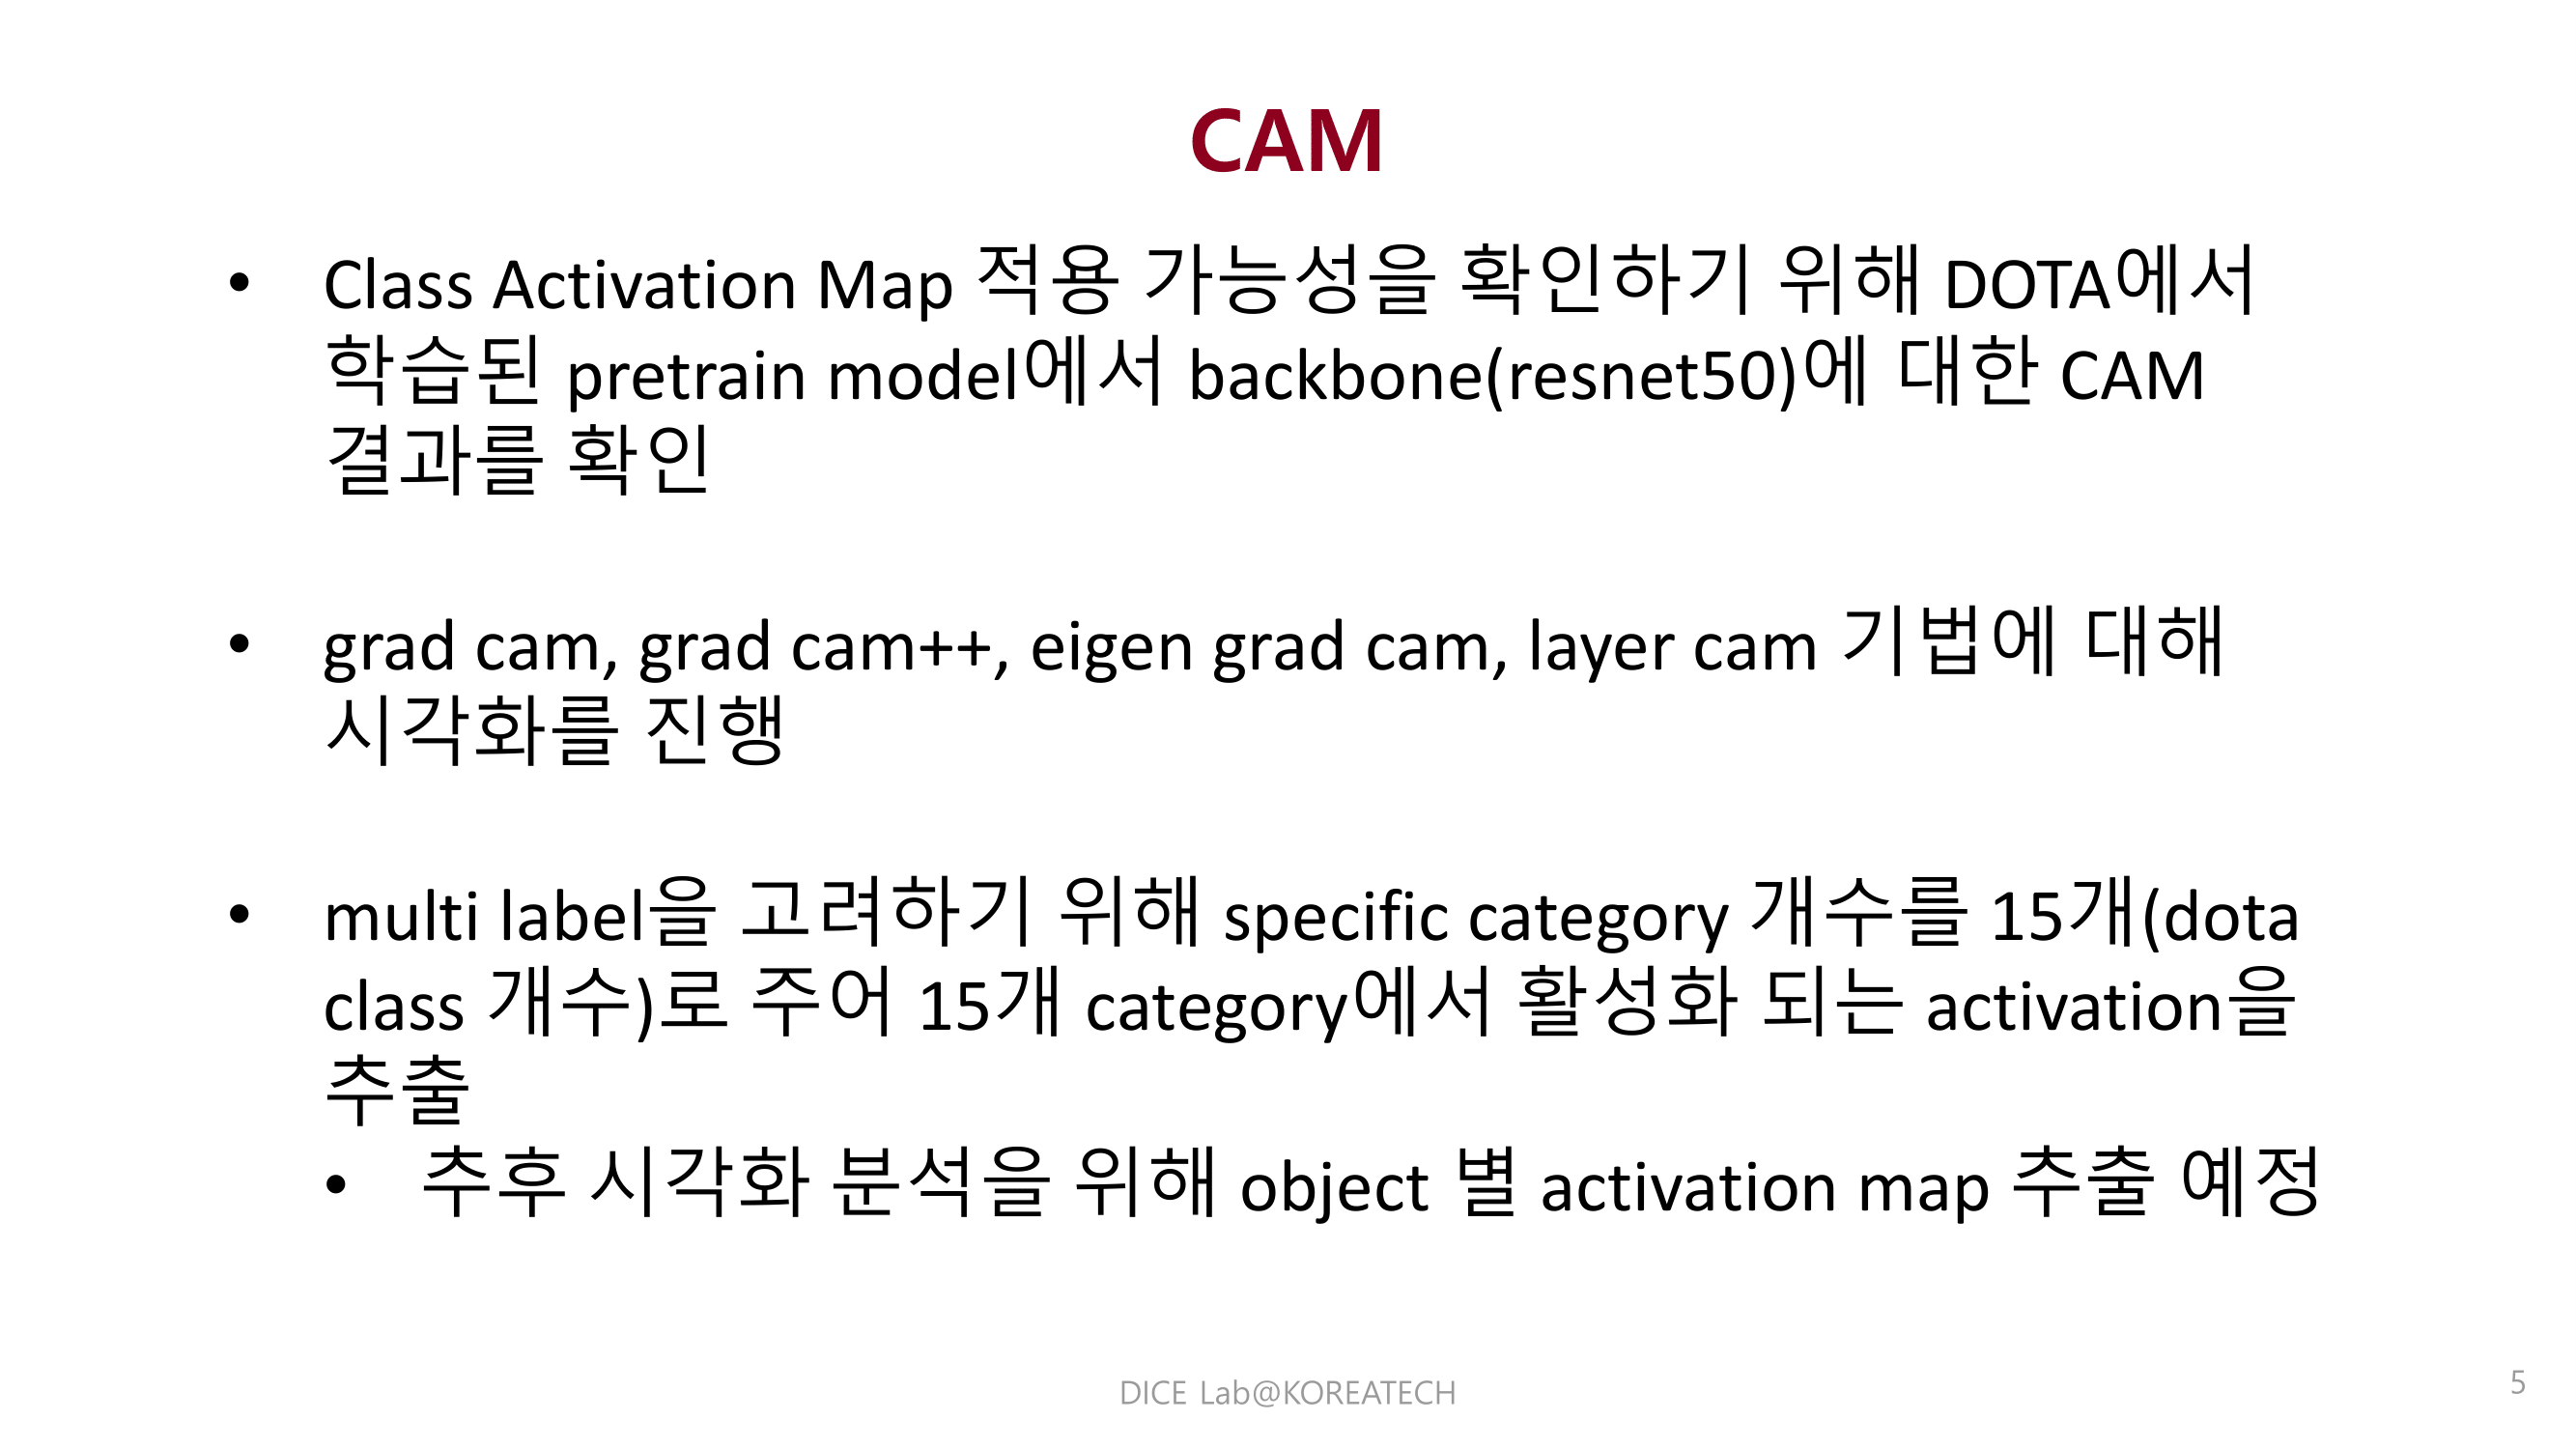 CAM
• Class Activation Map 적용 가능성을 확인하기 위해 DOTA에서
학습된 pretrain model에서 backbone(resnet50)에 대한 CAM
결과를 확인
• grad cam, grad cam++, eigen grad cam, layer cam 기법에 대해
시각화를 진행
• multi label을 고려하기 위해 specific category 개수를 15개(dota
class 개수)로 주어 15개 category에서 활성화 되는 activation을
추출
• 추후 시각화 분석을 위해 object 별 activation map 추출 예정
DICE Lab@KOREATECH
5